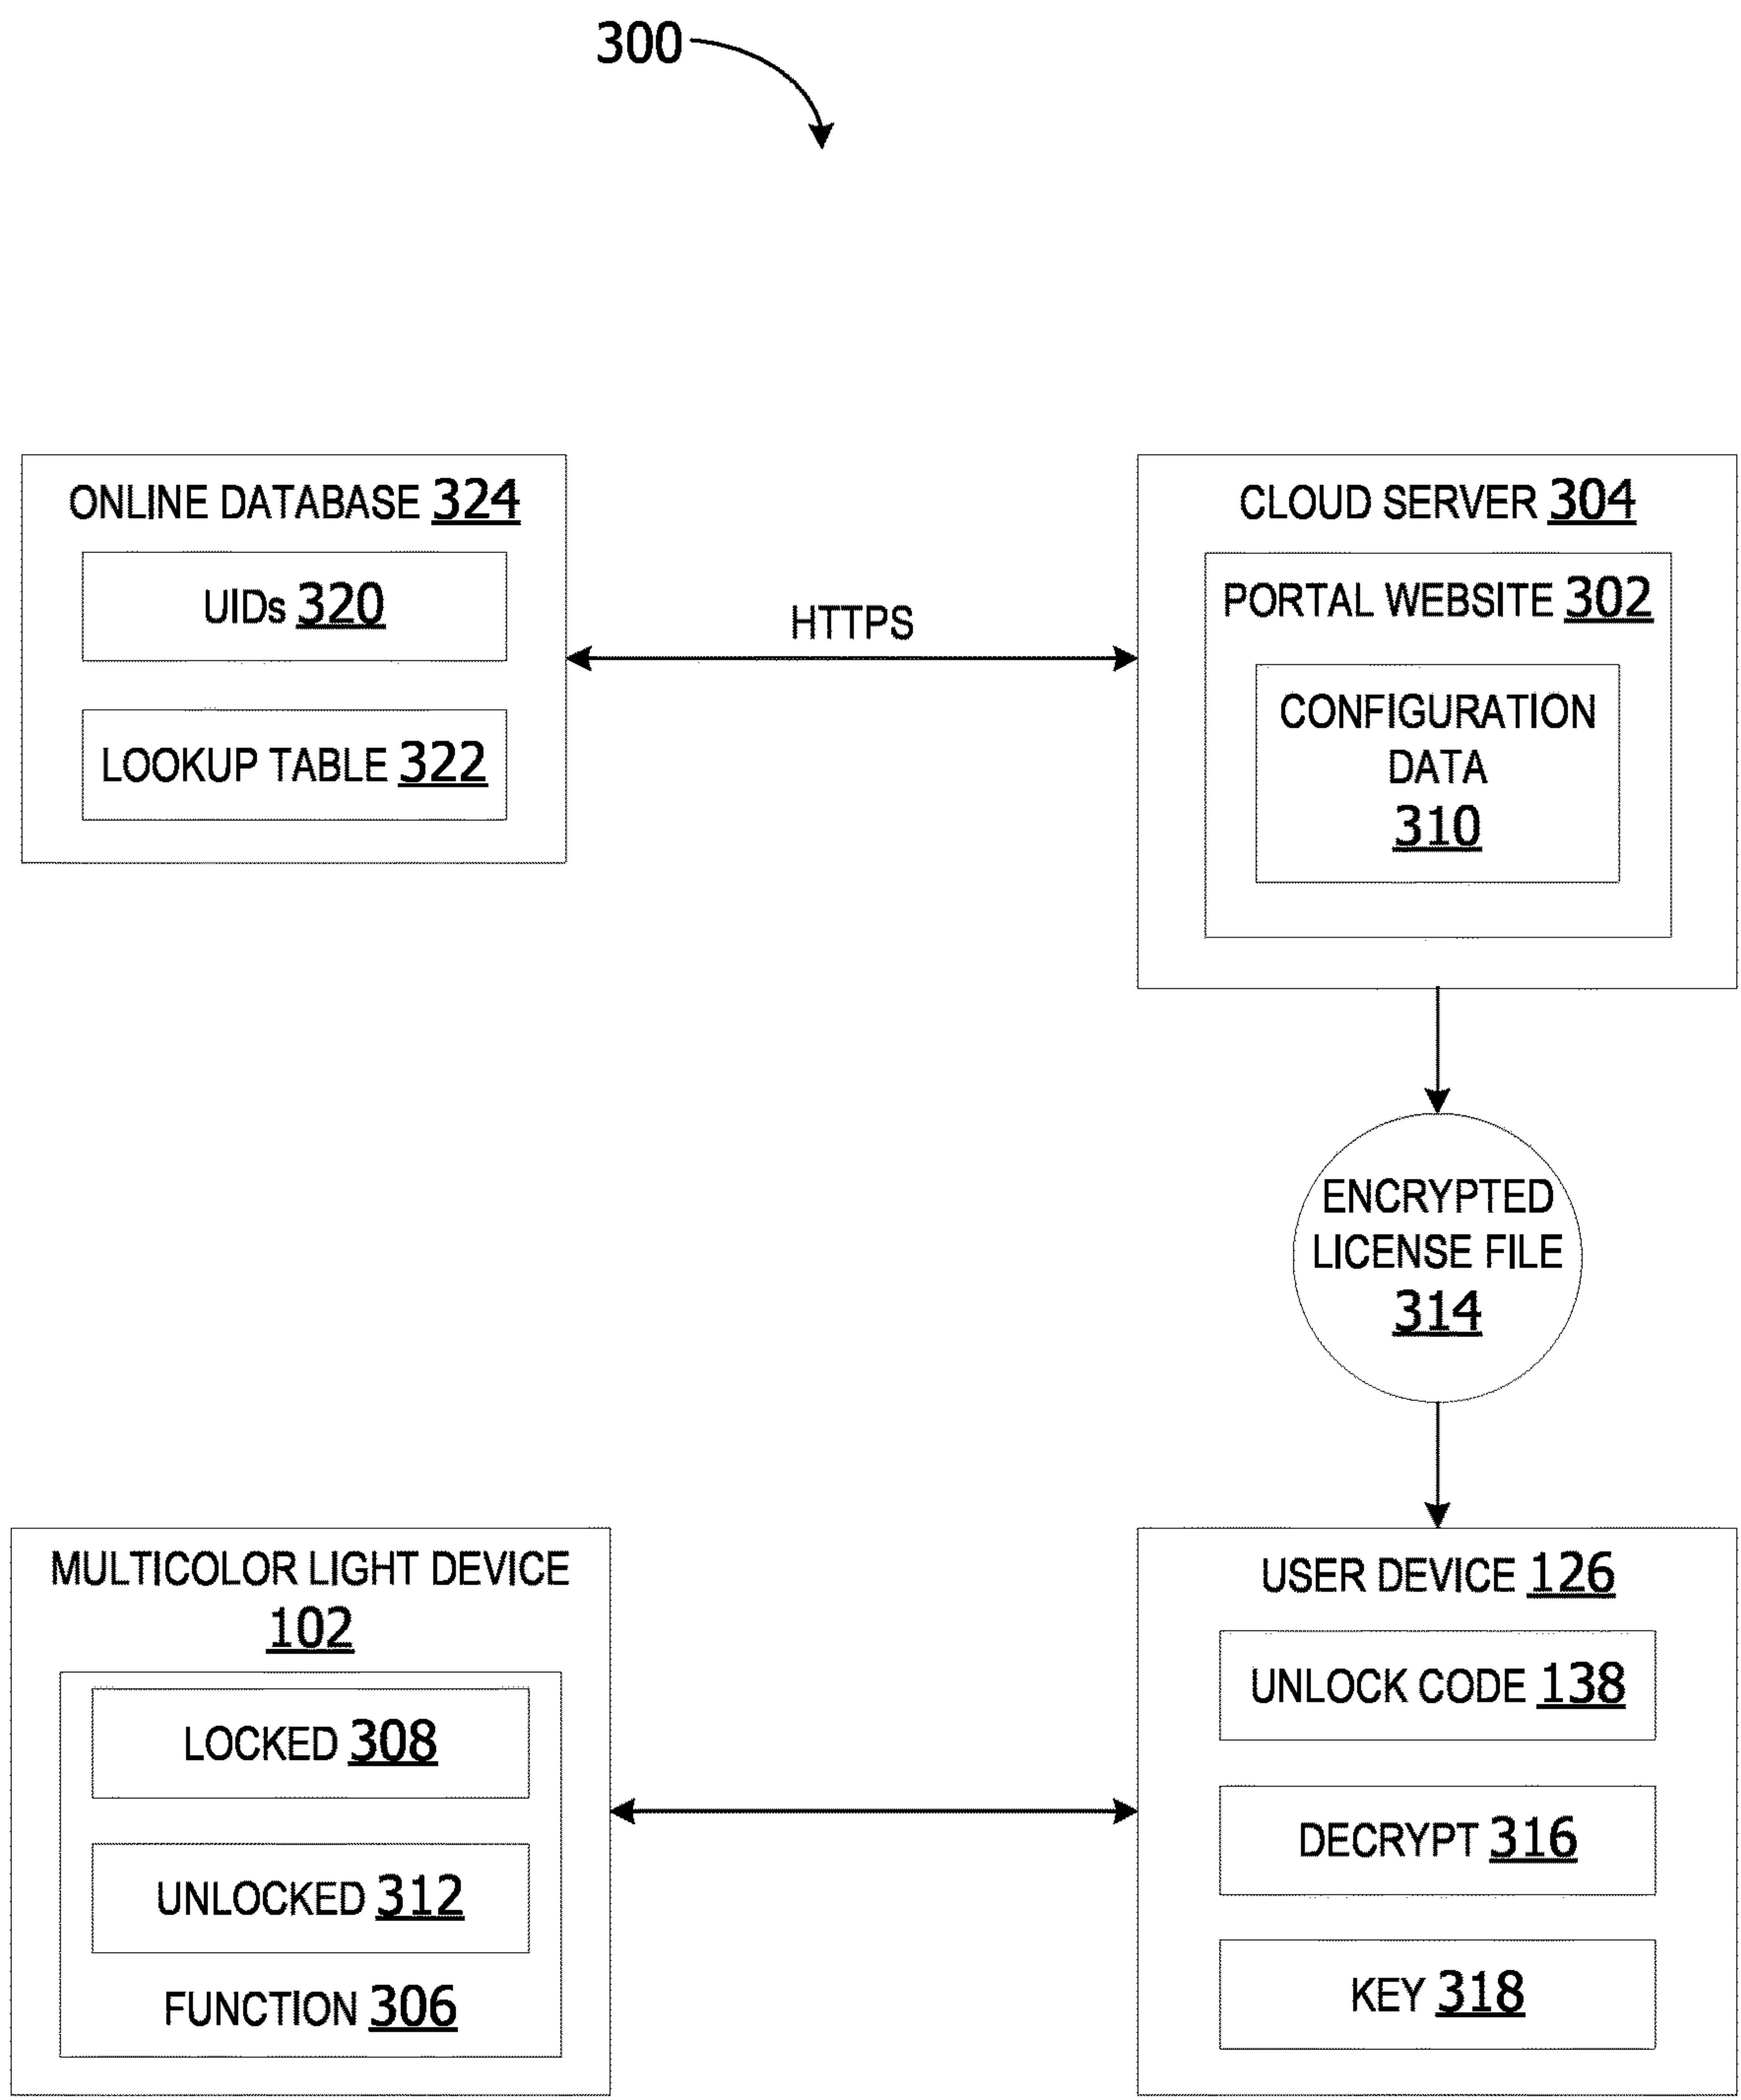 300
ONLINE DATABASE 324
UIDs 320
LOOKUP TABLE 322
HTTPS
CLOUD SERVER 304
PORTAL WEBSITE 302
CONFIGURATION
DATA
310
ENCRYPTED
LICENSE FILE
314
MULTICOLOR LIGHT DEVICE
102
LOCKED 308
UNLOCKED 312
FUNCTION 306
USER DEVICE 126
UNLOCK CODE 138
DECRYPT 316
KEY 318